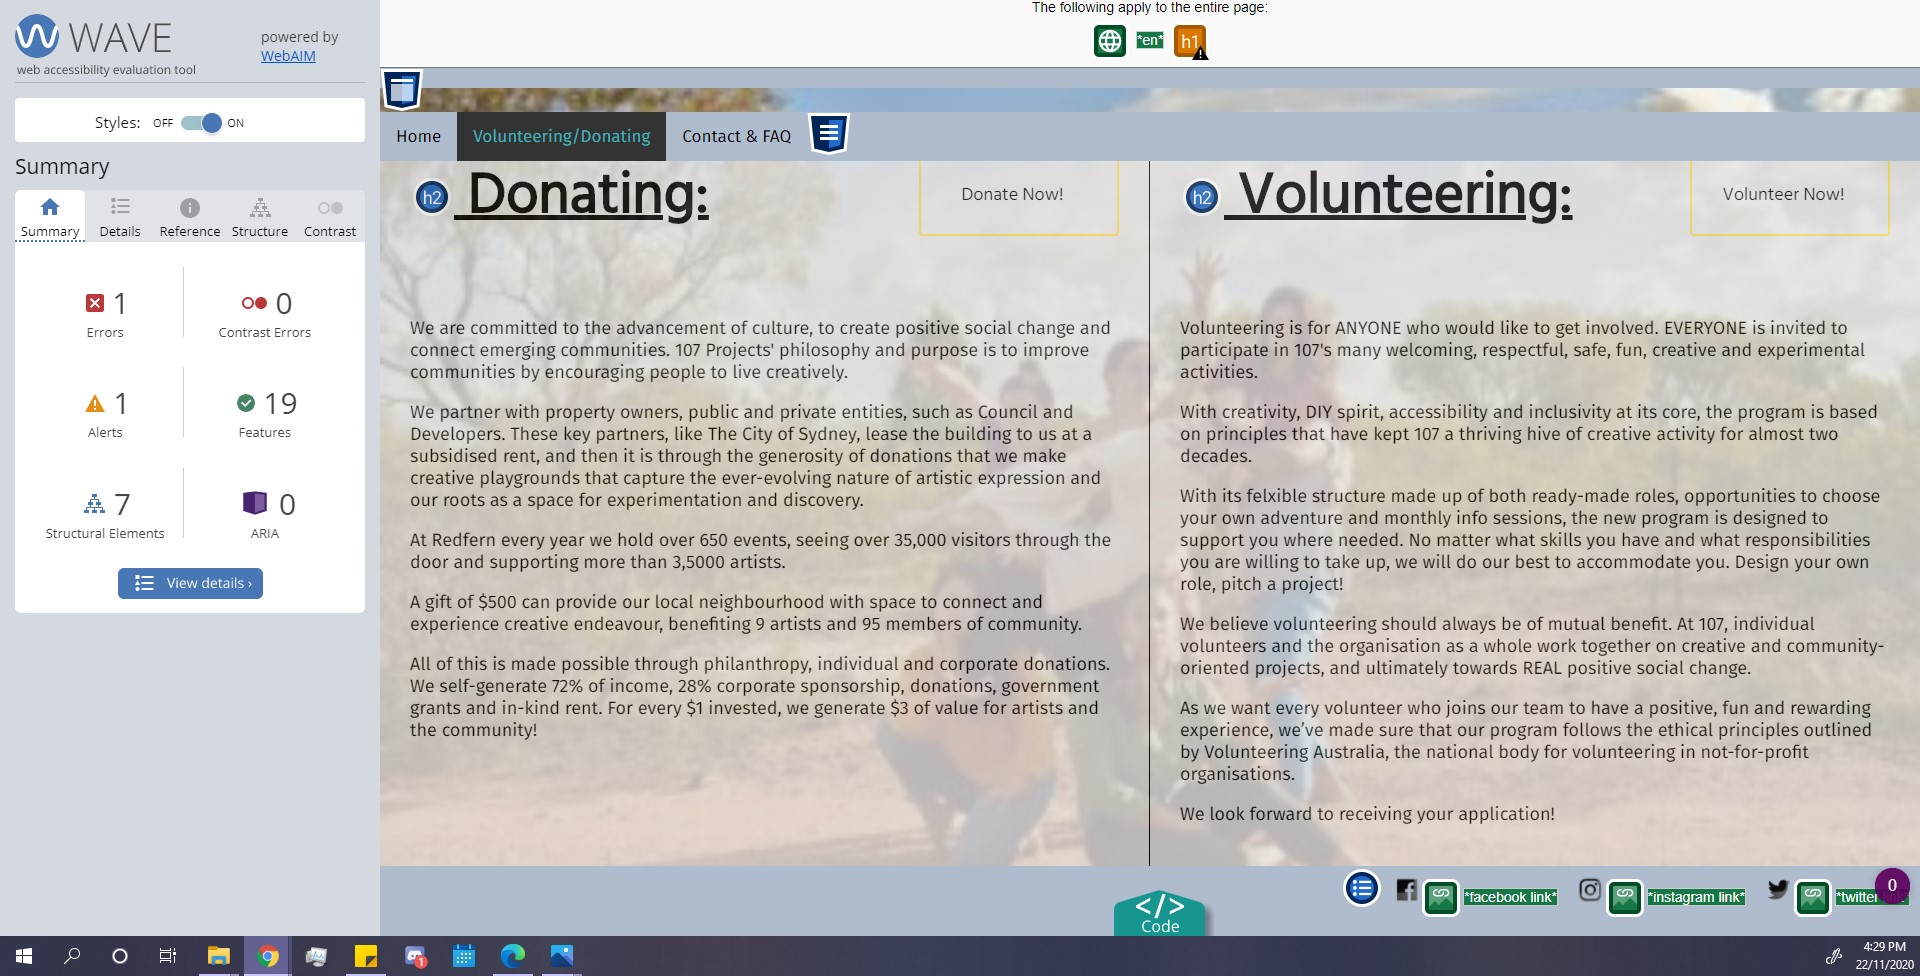 WAVE
powered by
WebAIM
web accessibility evaluation tool
Styles: OFF ON
Summary
Summary Details Reference Structure Contrast
1
Errors
0
Contrast Errors
1
Alerts
19
Features
7
Structural Elements
0
ARIA
View details ›
The following apply to the entire page:
*en* h1
Home Volunteering/Donating Contact & FAQ
h2 Donating:
Donate Now!
We are committed to the advancement of culture, to create positive social change and
connect emerging communities. 107 Projects' philosophy and purpose is to improve
communities by encouraging people to live creatively.
We partner with property owners, public and private entities, such as Council and
Developers. These key partners, like The City of Sydney, lease the building to us at a
subsidised rent, and then it is through the generosity of donations that we make
creative playgrounds that capture the ever-evolving nature of artistic expression and
our roots as a space for experimentation and discovery.
At Redfern every year we hold over 650 events, seeing over 35,000 visitors through the
door and supporting more than 3,5000 artists.
A gift of $500 can provide our local neighbourhood with space to connect and
experience creative endeavour, benefiting 9 artists and 95 members of community.
All of this is made possible through philanthropy, individual and corporate donations.
We self-generate 72% of income, 28% corporate sponsorship, donations, government
grants and in-kind rent. For every $1 invested, we generate $3 of value for artists and
the community!
h2 Volunteering:
Volunteer Now!
Volunteering is for ANYONE who would like to get involved. EVERYONE is invited to
participate in 107's many welcoming, respectful, safe, fun, creative and experimental
activities.
With creativity, DIY spirit, accessibility and inclusivity at its core, the program is based
on principles that have kept 107 a thriving hive of creative activity for almost two
decades.
With its felxible structure made up of both ready-made roles, opportunities to choose
your own adventure and monthly info sessions, the new program is designed to
support you where needed. No matter what skills you have and what responsibilities
you are willing to take up, we will do our best to accommodate you. Design your own
role, pitch a project!
We believe volunteering should always be of mutual benefit. At 107, individual
volunteers and the organisation as a whole work together on creative and community-
oriented projects, and ultimately towards REAL positive social change.
As we want every volunteer who joins our team to have a positive, fun and rewarding
experience, we've made sure that our program follows the ethical principles outlined
by Volunteering Australia, the national body for volunteering in not-for-profit
organisations.
We look forward to receiving your application!
*facebook link* *instagram link* *twitter
0
</>
Code
1
4:29 PM
22/11/2020